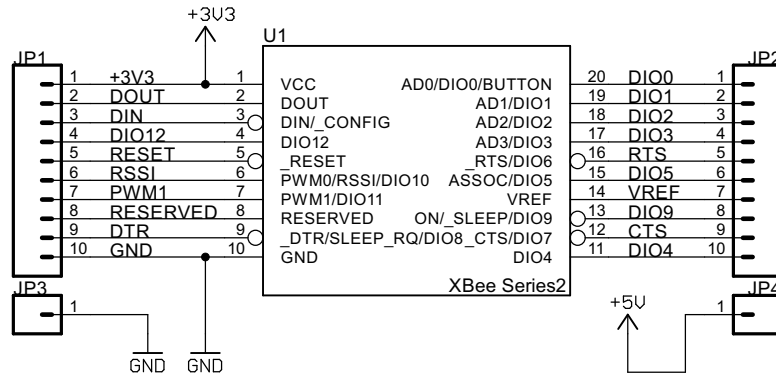 +3V3
JP1
U1
JP2
1 +3V3 1 VCC AD0/DIO0/BUTTON 20 DIO0 1
2 DOUT 2 DOUT AD1/DIO1 19 DIO1 2
3 DIN 3 DIN/_CONFIG AD2/DIO2 18 DIO2 3
4 DIO12 4 DIO12 AD3/DIO3 17 DIO3 4
5 RESET 5 _RESET _RTS/DIO6 16 RTS 5
6 RSSI 6 PWM0/RSSI/DIO10 ASSOC/DIO5 15 DIO5 6
7 PWM1 7 PWM1/DIO11 VREF 14 VREF 7
8 RESERVED 8 RESERVED ON/_SLEEP/DIO9 13 DIO9 8
9 DTR 9 _DTR/SLEEP_RQ/DIO8 _CTS/DIO7 12 CTS 9
10 GND 10 GND DIO4 11 DIO4 10
XBee Series2
JP3
1
GND
GND
+5V
JP4
1